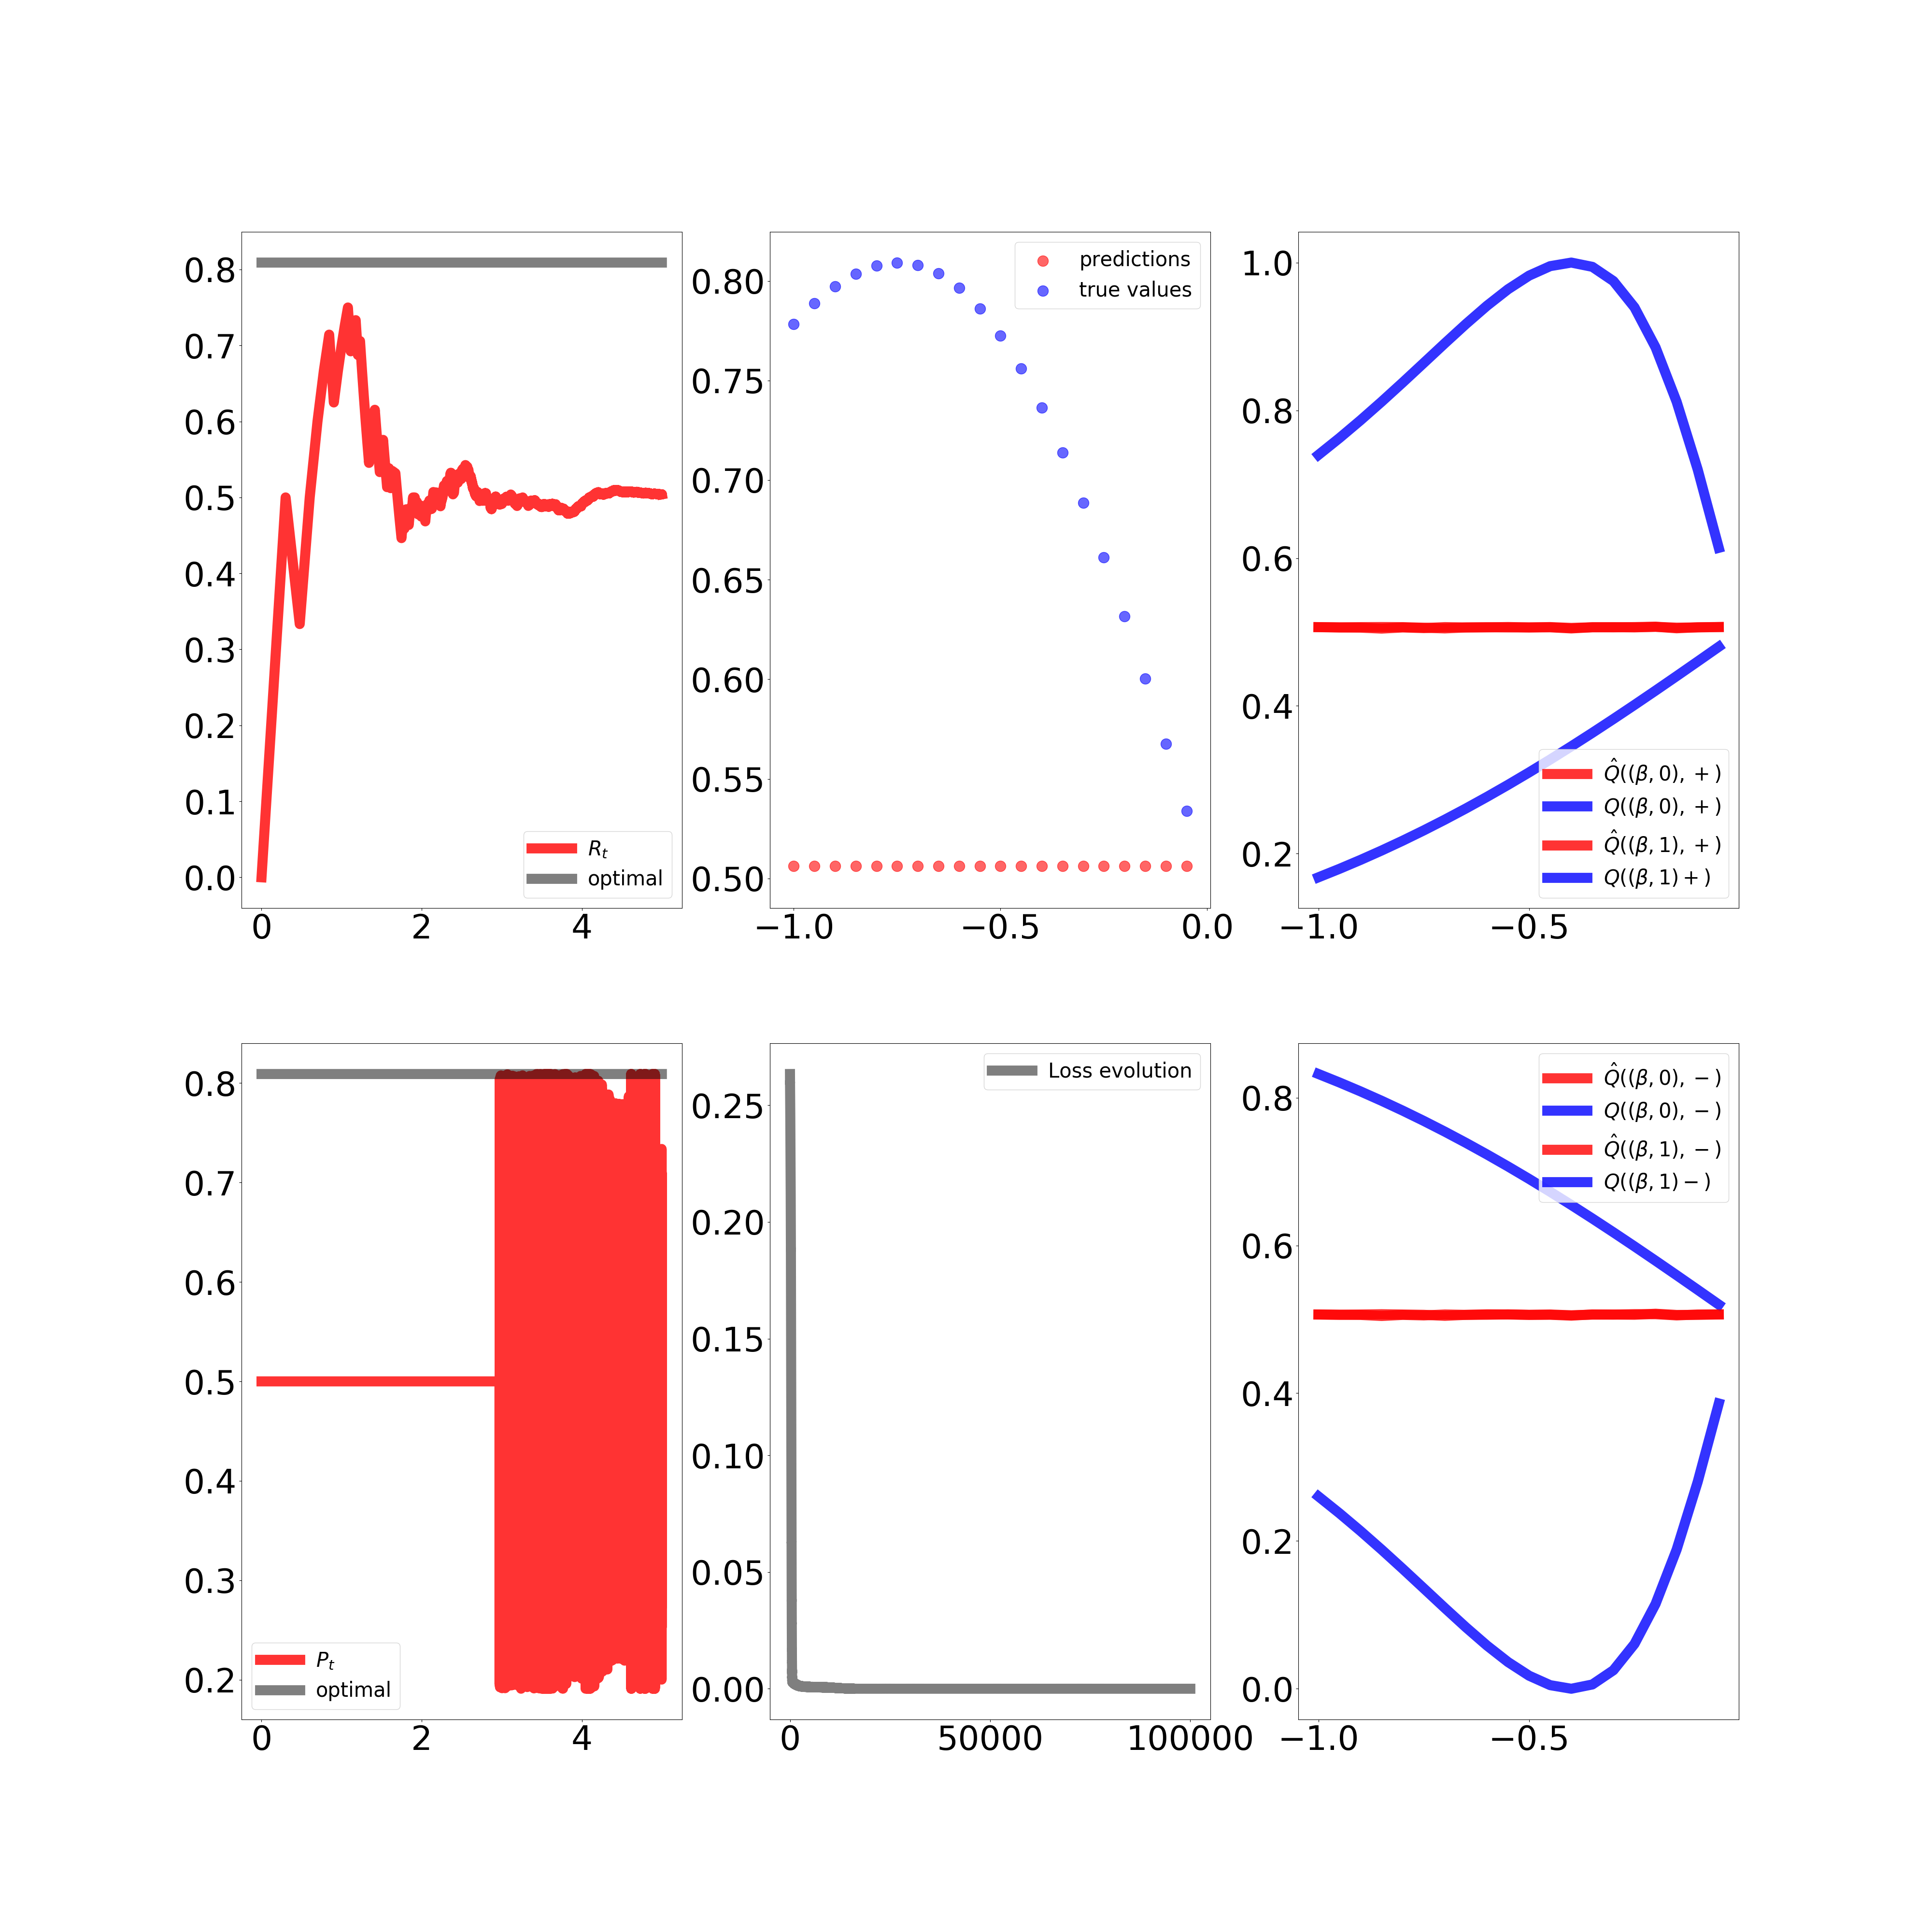 0.8
0.7
0.6
0.5
0.4
0.3
0.2
0.1
0.0
0 2 4
R_t
optimal
0.80
0.75
0.70
0.65
0.60
0.55
0.50
−1.0 −0.5 0.0
predictions
true values
1.0
0.8
0.6
0.4
0.2
−1.0 −0.5
Q̂((β, 0), +)
Q((β, 0), +)
Q̂((β, 1), +)
Q((β, 1)+)
0.8
0.7
0.6
0.5
0.4
0.3
0.2
0 2 4
P_t
optimal
0.25
0.20
0.15
0.10
0.05
0.00
0 50000 100000
Loss evolution
0.8
0.6
0.4
0.2
0.0
−1.0 −0.5
Q̂((β, 0), −)
Q((β, 0), −)
Q̂((β, 1), −)
Q((β, 1)−)